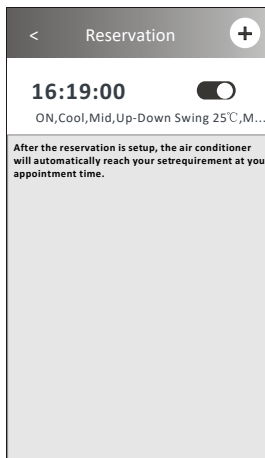 < Reservation +
16:19:00
ON,Cool,Mid,Up-Down Swing 25℃,M...
After the reservation is setup, the air conditioner
will automatically reach your setrequirement at you
appointment time.